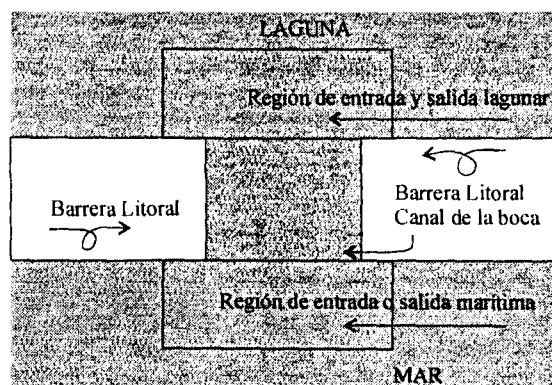 LAGUNA
Región de entrada y salida lagunar
Barrera Litoral
Barrera Litoral
Canal de la boca
Región de entrada o salida marítima
MAR